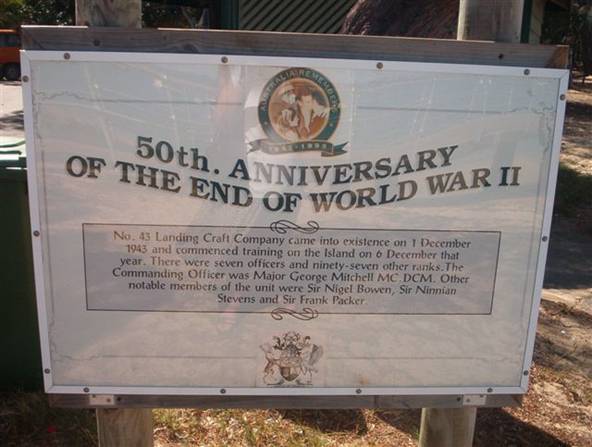 AUSTRALIA REMEMBERS
50th. ANNIVERSARY
OF THE END OF WORLD WAR II
No. 43 Landing Craft Company came into existence on 1 December
1943 and commenced training on the Island on 6 December that
year. There were seven officers and ninety-seven other ranks. The
Commanding Officer was Major George Mitchell MC. DCM. Other
notable members of the unit were Sir Nigel Bowen, Sir Ninnian
Stevens and Sir Frank Packer.